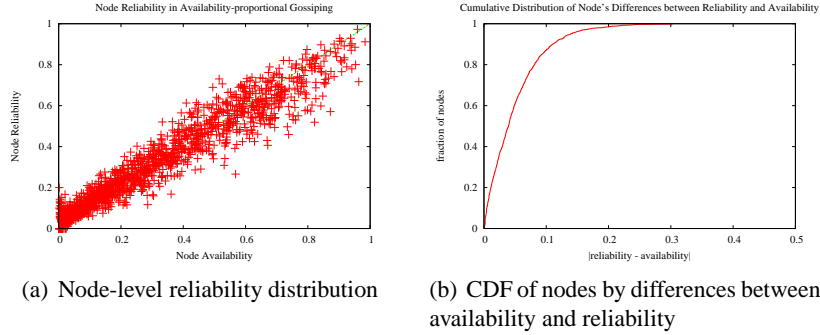 Node Reliability in Availability-proportional Gossiping
1
0.8
0.6
0.4
0.2
0
Node Reliability
0 0.2 0.4 0.6 0.8 1
Node Availability
(a) Node-level reliability distribution
Cumulative Distribution of Node's Differences between Reliability and Availability
1
0.8
0.6
0.4
0.2
0
fraction of nodes
0 0.1 0.2 0.3 0.4 0.5
|reliability - availability|
(b) CDF of nodes by differences between
availability and reliability